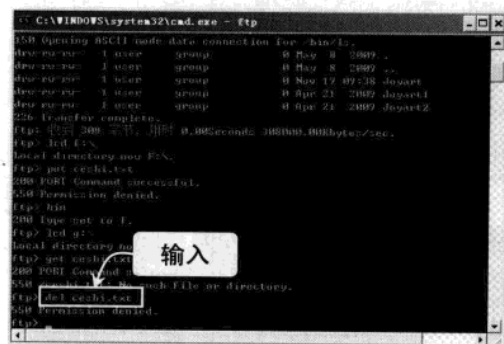 C:\WINDOWS\system32\cmd.exe - ftp
150 Opening ASCII mode data connection for /bin/ls.
drw-rw-rw- 1 user group 0 May 8 2009 .
drw-rw-rw- 1 user group 0 May 8 2009 ..
drw-rw-rw- 1 user group 0 Nov 19 09:38 Joyart
drw-rw-rw- 1 user group 0 Apr 21 2009 Joyart1
drw-rw-rw- 1 user group 0 Apr 21 2009 Joyart2
226 Transfer complete.
ftp: 收到 308 字节，用时 0.00Seconds 308000.00Kbytes/sec.
ftp> lcd f:\
Local directory now F:\.
ftp> put ceshi.txt
200 PORT Command successful.
550 Permission denied.
ftp> bin
200 Type set to I.
ftp> lcd g:\
Local directory now
ftp> get ceshi.txt
200 PORT Command s
550 No such file or directory.
ftp> del ceshi.txt
550 Permission denied.
ftp>
输入